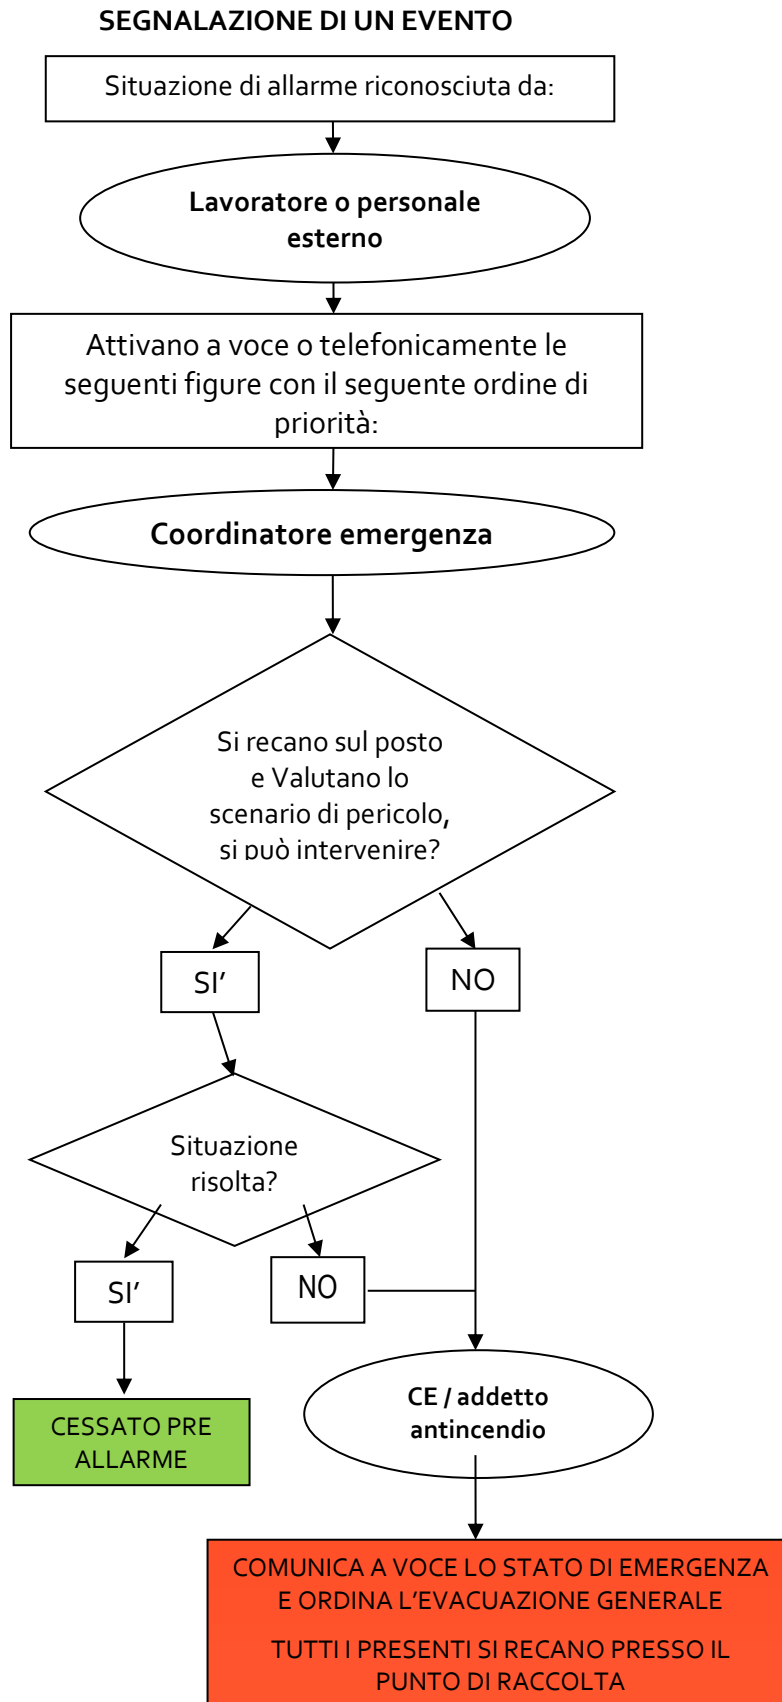 SEGNALAZIONE DI UN EVENTO
Situazione di allarme riconosciuta da:
Lavoratore o personale
esterno
Attivano a voce o telefonicamente le
seguenti figure con il seguente ordine di
priorità:
Coordinatore emergenza
Si recano sul posto
e Valutano lo
scenario di pericolo,
si può intervenire?
SI’
NO
Situazione
risolta?
SI’
NO
CE / addetto
antincendio
CESSATO PRE
ALLARME
COMUNICA A VOCE LO STATO DI EMERGENZA
E ORDINA L’EVACUAZIONE GENERALE
TUTTI I PRESENTI SI RECANO PRESSO IL
PUNTO DI RACCOLTA